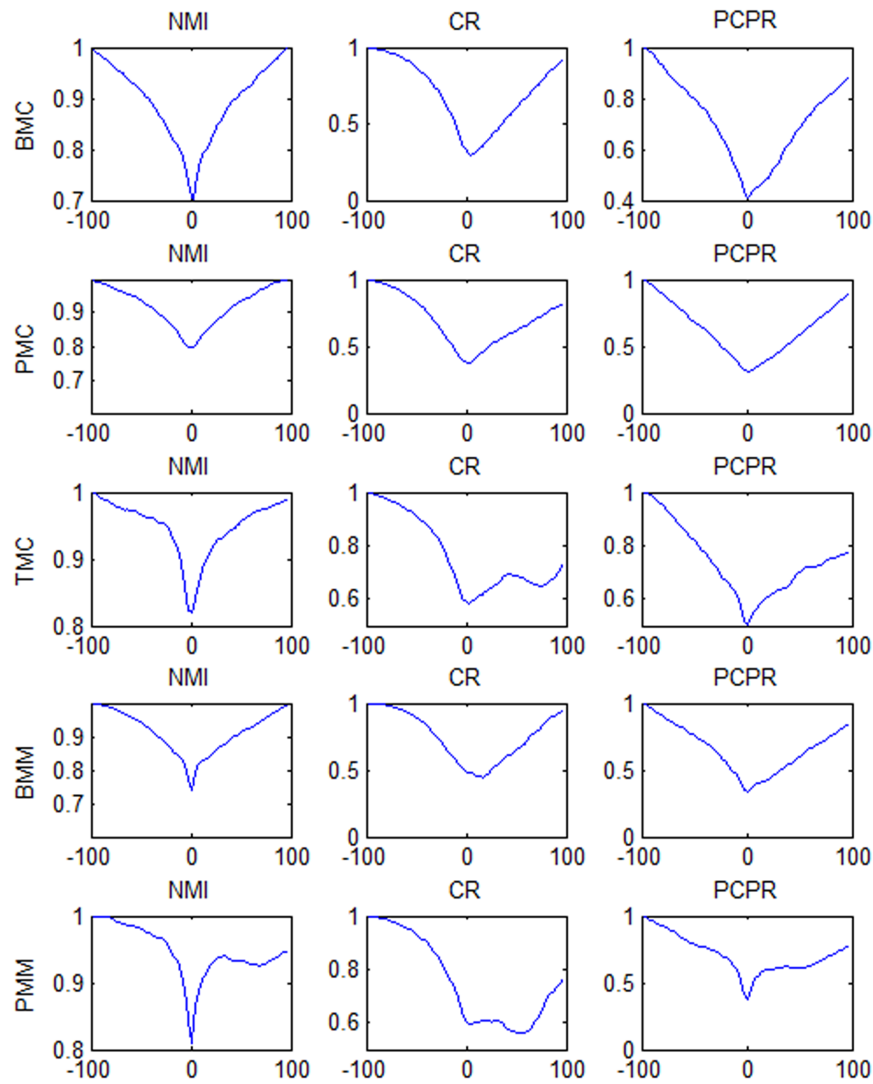 NMI CR PCPR
1 1 1
0.9 0.8
BMC 0.8 0.5 0.6
0.7 0 0.4
-100 0 100 -100 0 100 -100 0 100
NMI CR PCPR
1 1
0.9
PMC 0.8 0.5 0.5
0.7
0 0
-100 0 100 -100 0 100 -100 0 100
NMI CR PCPR
1 1 1
TMC 0.9 0.8 0.8
0.6 0.6
0.8
-100 0 100 -100 0 100 -100 0 100
NMI CR PCPR
1 1
0.9
BMM 0.8 0.5 0.5
0.7
0 0
-100 0 100 -100 0 100 -100 0 100
NMI CR PCPR
1 1 1
PMM 0.9 0.8 0.5
0.6
0.8 0
-100 0 100 -100 0 100 -100 0 100